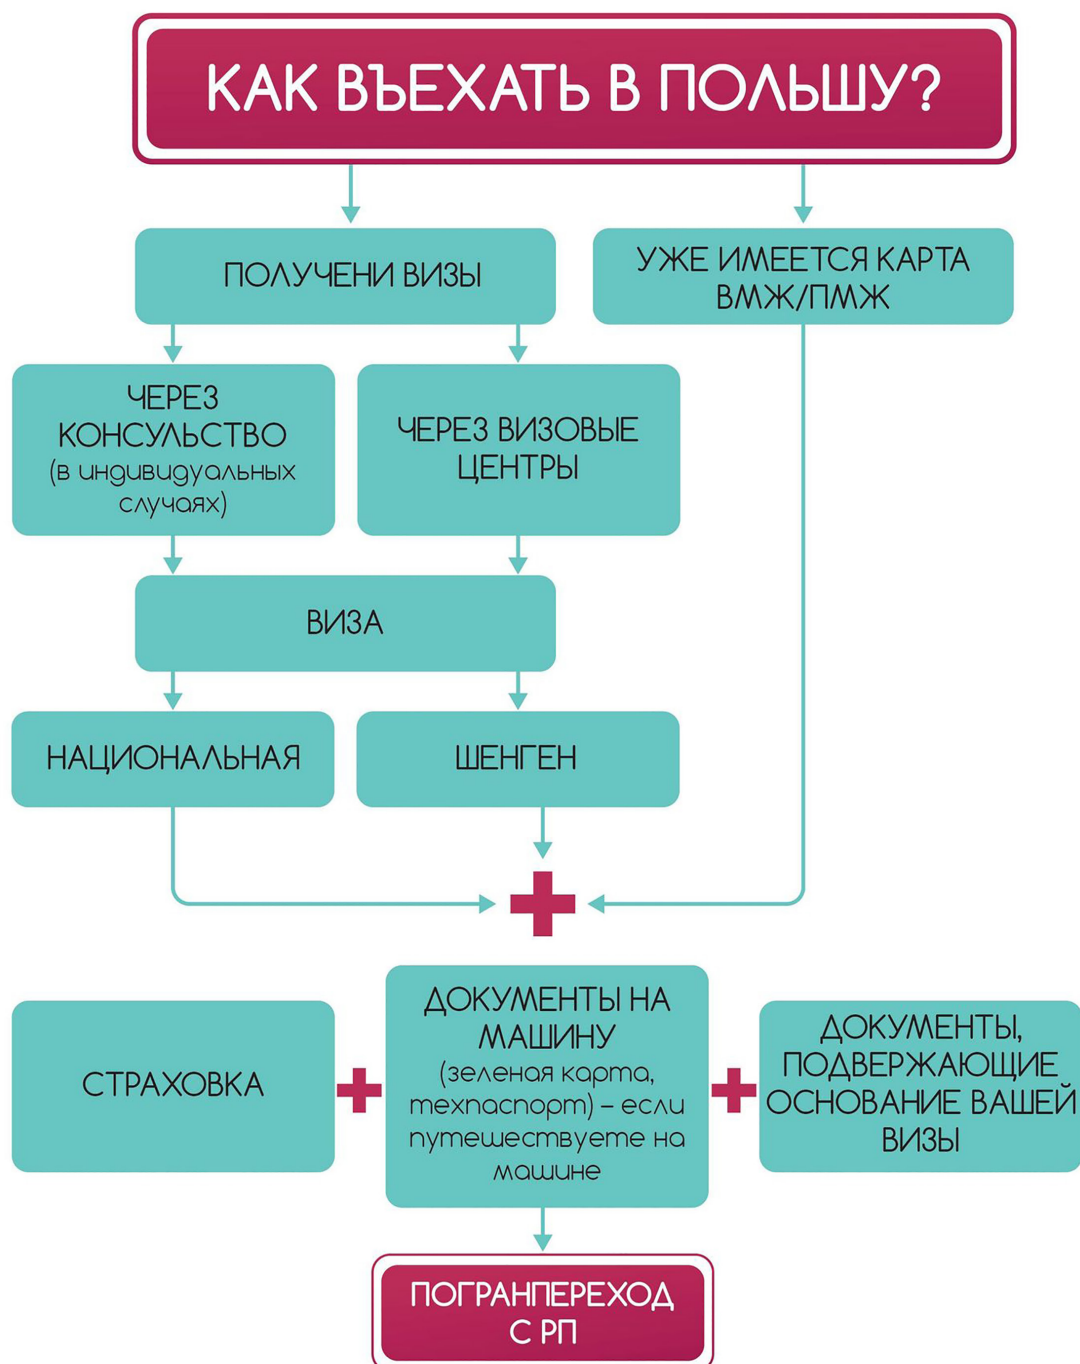 КАК ВЪЕХАТЬ В ПОЛЬШУ?
ПОЛУЧЕНИ ВИЗЫ
УЖЕ ИМЕЕТСЯ КАРТА
ВМЖ/ПМЖ
ЧЕРЕЗ
КОНСУЛЬСТВО
(в индивидуальных
случаях)
ЧЕРЕЗ ВИЗОВЫЕ
ЦЕНТРЫ
ВИЗА
НАЦИОНАЛЬНАЯ
ШЕНГЕН
СТРАХОВКА
ДОКУМЕНТЫ НА
МАШИНУ
(зеленая карта,
техпаспорт) – если
путешествуете на
машине
ДОКУМЕНТЫ,
ПОДВЕРЖАЮЩИЕ
ОСНОВАНИЕ ВАШЕЙ
ВИЗЫ
ПОГРАНПЕРЕХОД
С РП